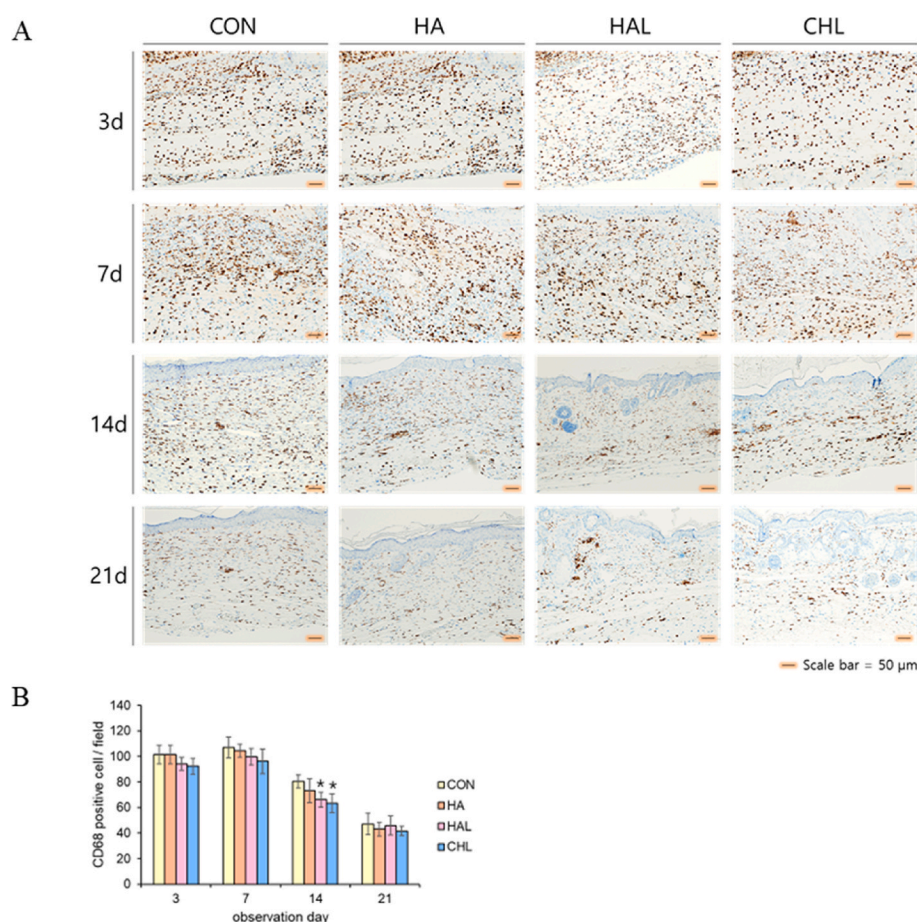 A
CON HA HAL CHL
3d
7d
14d
21d
Scale bar = 50 μm
B
140
120
100
80
60
40
20
0
CD68 positive cell / field
* *
3 7 14 21
observation day
CON
HA
HAL
CHL